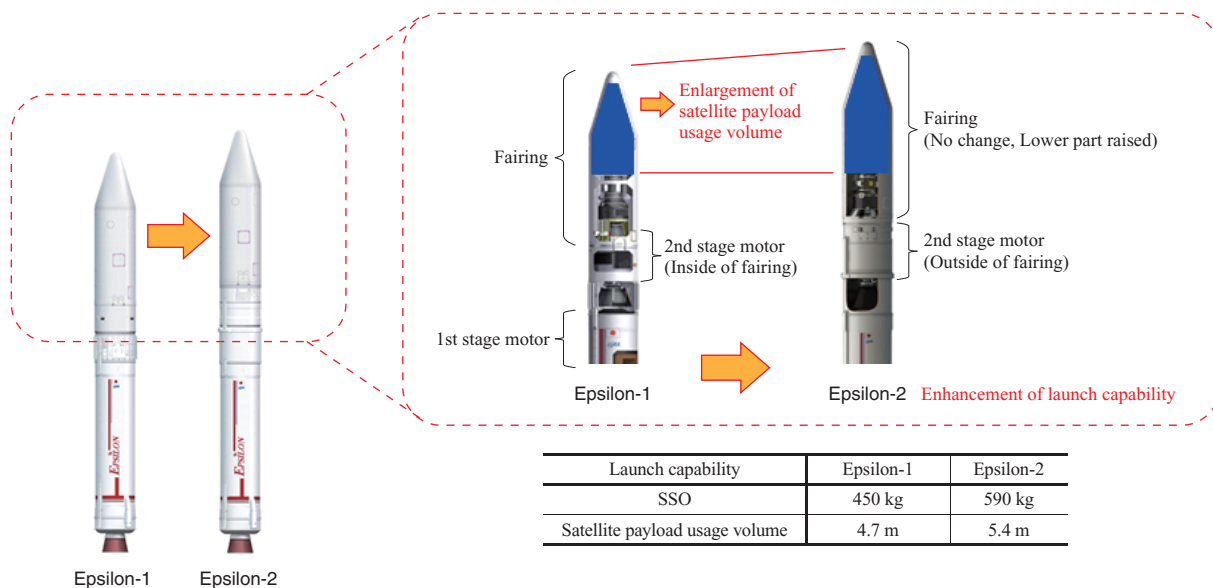 Enlargement of
satellite payload
usage volume
Fairing
Fairing
(No change, Lower part raised)
2nd stage motor
(Inside of fairing)
2nd stage motor
(Outside of fairing)
1st stage motor
Epsilon-1
Epsilon-2
Enhancement of launch capability
EPSILON
EPSILON
Epsilon-1
Epsilon-2
Launch capability Epsilon-1 Epsilon-2
SSO 450 kg 590 kg
Satellite payload usage volume 4.7 m 5.4 m